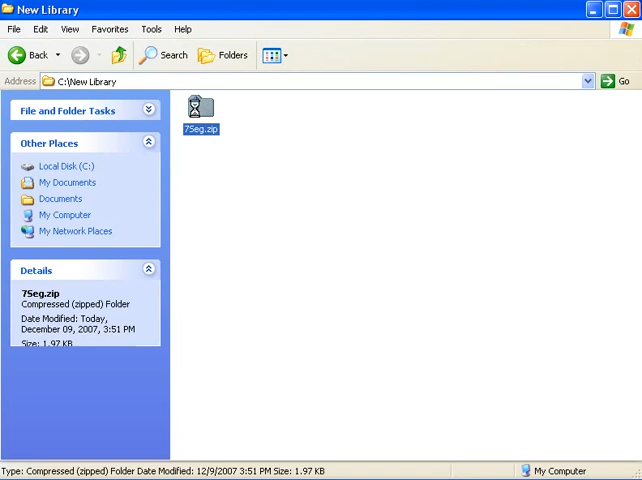 New Library
File Edit View Favorites Tools Help
Back Search Folders
Address C:\New Library Go
File and Folder Tasks
7Seg.zip
Other Places
Local Disk (C:)
My Documents
Documents
My Computer
My Network Places
Details
7Seg.zip
Compressed (zipped) Folder
Date Modified: Today,
December 09, 2007, 3:51 PM
Size: 1.97 KB
Type: Compressed (zipped) Folder Date Modified: 12/9/2007 3:51 PM Size: 1.97 KB My Computer